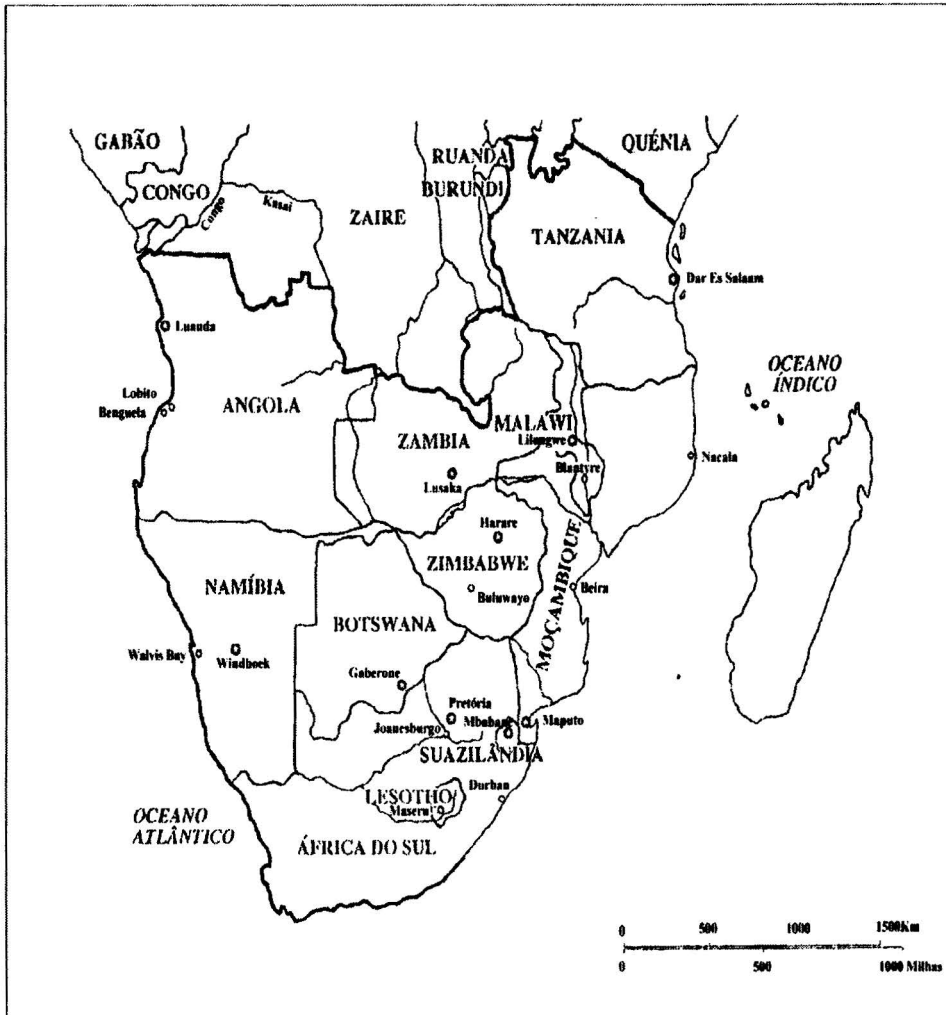 GABÃO
CONGO
Congo
Kasai
ZAIRE
RUANDA
BURUNDI
QUÉNIA
TANZANIA
Dar Es Salaam
Luanda
Lobito
Benguela
ANGOLA
OCEANO
ÍNDICO
ZAMBIA
Lusaka
MALAWI
Lilongwe
Blantyre
Nacala
Harare
ZIMBABWE
Buluwayo
MOÇAMBIQUE
Beira
NAMÍBIA
Walvis Bay
Windhoek
BOTSWANA
Gaberone
Pretória
Joanesburgo
Mbabane
Maputo
SUAZILÂNDIA
Durban
LESOTHO
Maseru
OCEANO
ATLÂNTICO
ÁFRICA DO SUL
0 500 1000 1500Km
0 500 1000 Milhas